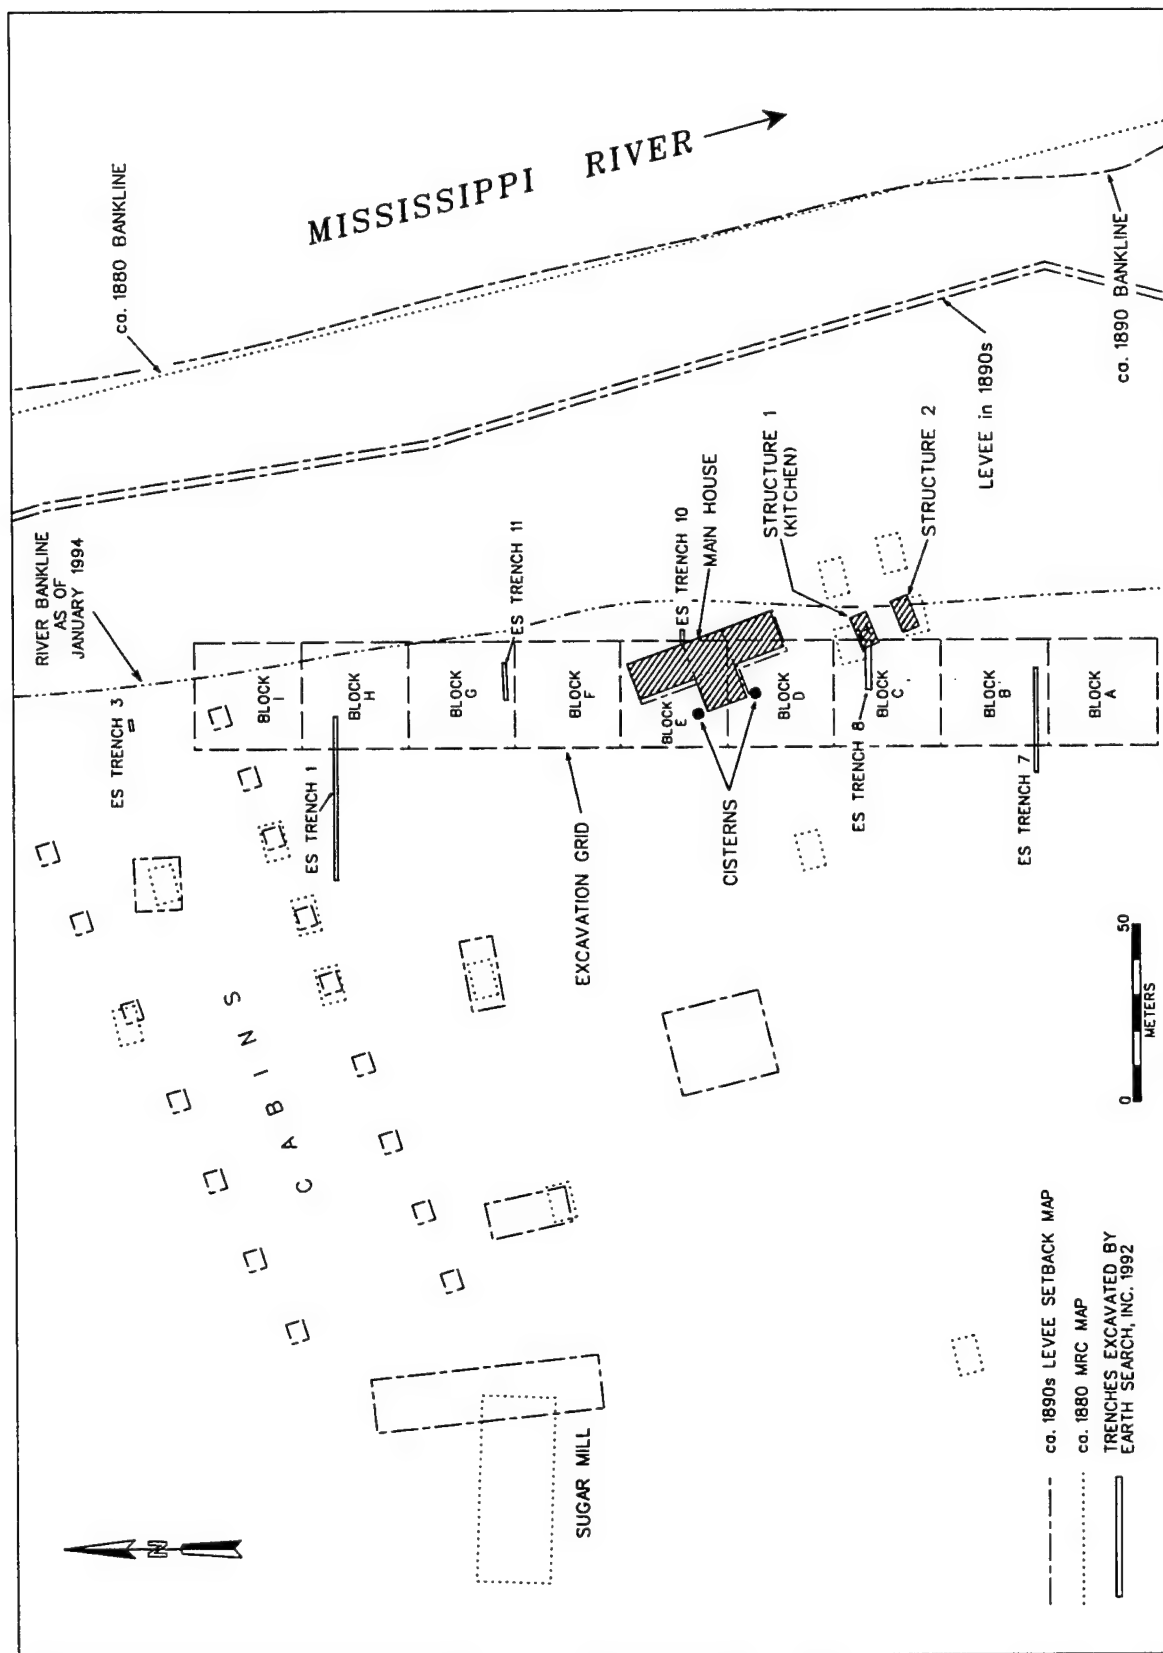 ca. 1880 BANKLINE
MISSISSIPPI RIVER
RIVER BANKLINE
AS OF
JANUARY 1994
ES TRENCH 3
ES TRENCH 1
ES TRENCH 11
ES TRENCH 10
MAIN HOUSE
STRUCTURE 1
(KITCHEN)
STRUCTURE 2
LEVEE in 1890s
ca. 1890 BANKLINE
BLOCK
I
BLOCK
H
BLOCK
G
BLOCK
F
BLOCK
E
BLOCK
D
BLOCK
C
BLOCK
B
BLOCK
A
EXCAVATION GRID
CISTERNS
ES TRENCH 8
ES TRENCH 7
CABINS
SUGAR MILL
N
0 50
METERS
ca. 1890s LEVEE SETBACK MAP
ca. 1880 MRC MAP
TRENCHES EXCAVATED BY
EARTH SEARCH, INC. 1992